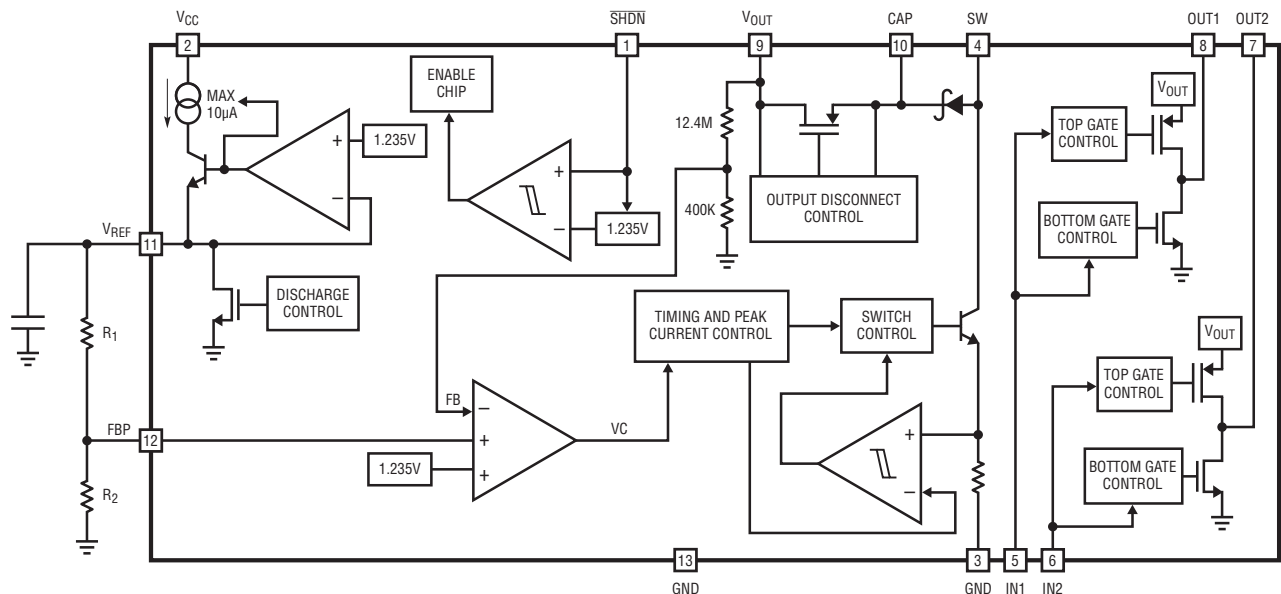 VCC
SHDN
VOUT
CAP
SW
OUT1
OUT2
2
1
9
10
4
8
7
ENABLE
CHIP
MAX
10µA
1.235V
12.4M
400K
OUTPUT DISCONNECT
CONTROL
VOUT
TOP GATE
CONTROL
BOTTOM GATE
CONTROL
+
−
+
−
1.235V
VREF
11
DISCHARGE
CONTROL
R1
TIMING AND PEAK
CURRENT CONTROL
SWITCH
CONTROL
VOUT
TOP GATE
CONTROL
FB
−
+
+
VC
FBP
12
1.235V
+
−
BOTTOM GATE
CONTROL
R2
13
3
5
6
GND
GND
IN1
IN2